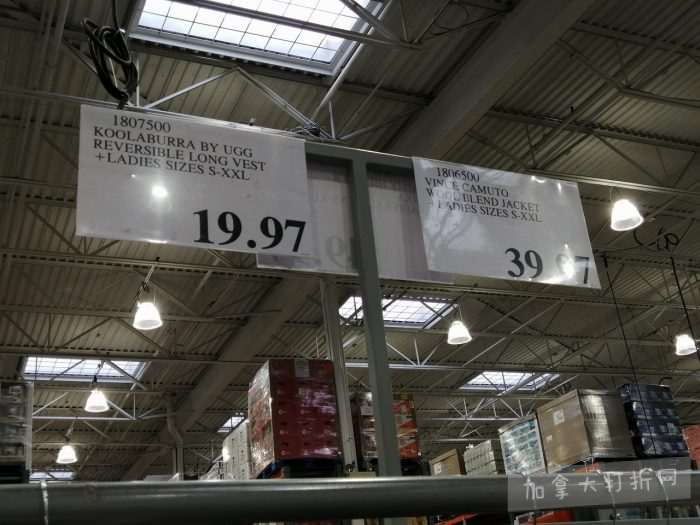 1807500
KOOLABURRA BY UGG
REVERSIBLE LONG VEST
+LADIES SIZES S-XXL
19.97
1806500
VINCE CAMUTO
WOOL BLEND JACKET
+LADIES SIZES S-XXL
39.97
加拿大打折网